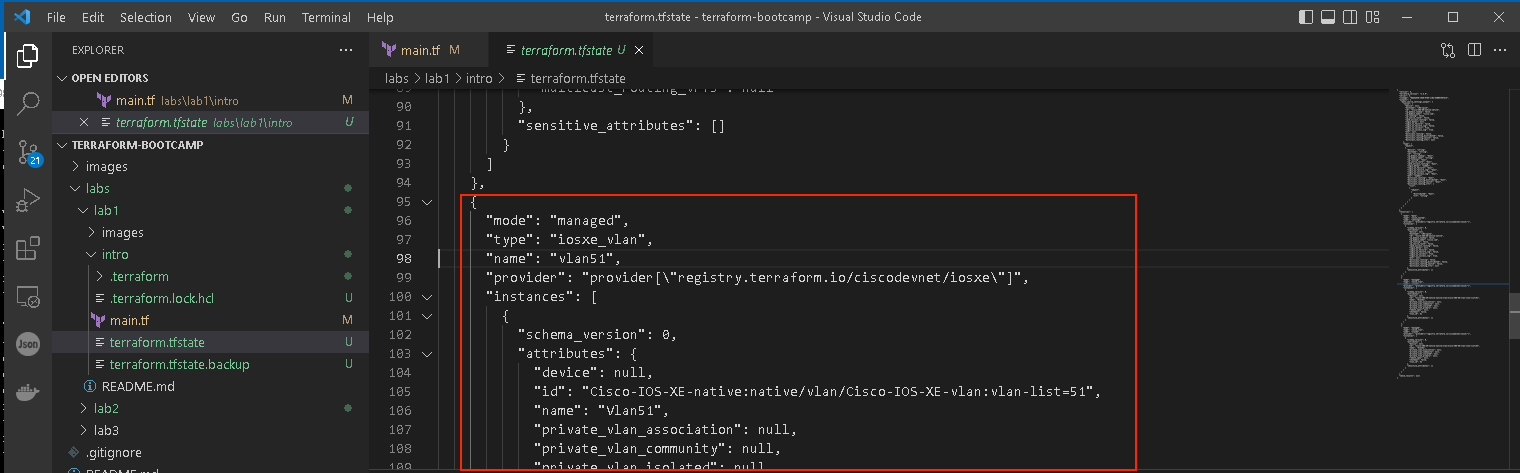 File Edit Selection View Go Run Terminal Help terraform.tfstate - terraform-bootcamp - Visual Studio Code
EXPLORER
OPEN EDITORS
main.tf labs\lab1\intro M
terraform.tfstate labs\lab1\intro U
TERRAFORM-BOOTCAMP
images
labs
lab1
images
intro
.terraform
.terraform.lock.hcl U
main.tf M
terraform.tfstate U
terraform.tfstate.backup U
README.md
lab2
lab3
.gitignore
README.md
21
Json
main.tf M terraform.tfstate U
labs > lab1 > intro > terraform.tfstate
89 "multicast_routing_vrfs": null
90 },
91 "sensitive_attributes": []
92 }
93 ]
94 },
95 {
96 "mode": "managed",
97 "type": "iosxe_vlan",
98 "name": "vlan51",
99 "provider": "provider[\"registry.terraform.io/ciscodevnet/iosxe\"]",
100 "instances": [
101 {
102 "schema_version": 0,
103 "attributes": {
104 "device": null,
105 "id": "Cisco-IOS-XE-native:native/vlan/Cisco-IOS-XE-vlan:vlan-list=51",
106 "name": "Vlan51",
107 "private_vlan_association": null,
108 "private_vlan_community": null,
109 "private_vlan_isolated": null